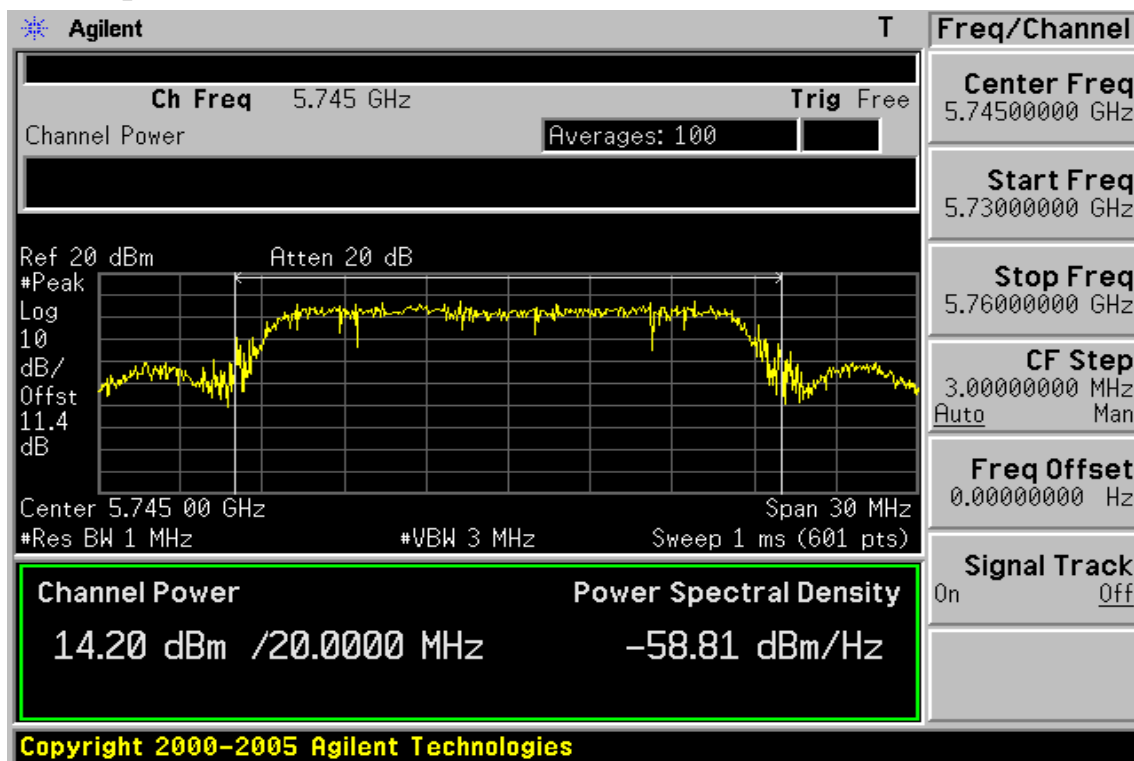 Agilent T
Freq/Channel
Ch Freq 5.745 GHz Trig Free
Channel Power Averages: 100
Ref 20 dBm Atten 20 dB
#Peak
Log
10
dB/
Offst
11.4
dB
Center 5.745 00 GHz Span 30 MHz
#Res BW 1 MHz #VBW 3 MHz Sweep 1 ms (601 pts)
Channel Power Power Spectral Density
14.20 dBm /20.0000 MHz -58.81 dBm/Hz
Center Freq
5.74500000 GHz
Start Freq
5.73000000 GHz
Stop Freq
5.76000000 GHz
CF Step
3.00000000 MHz
Auto Man
Freq Offset
0.00000000 Hz
Signal Track
On Off
Copyright 2000-2005 Agilent Technologies